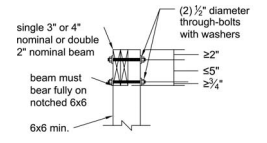 single 3" or 4"
nominal or double
2" nominal beam
beam must
bear fully on
notched 6x6
6x6 min.
(2) ½" diameter
through-bolts
with washers
≥2"
≤5"
≥¾"